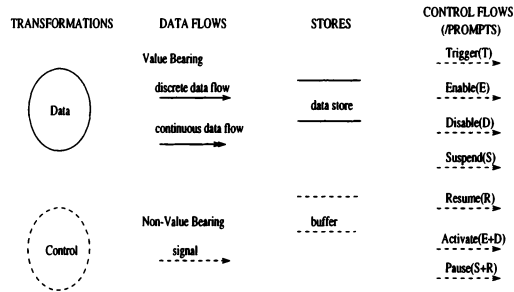 TRANSFORMATIONS
DATA FLOWS
STORES
CONTROL FLOWS
(/PROMPTS)
Value Bearing
discrete data flow
continuous data flow
Data
data store
Non-Value Bearing
signal
Control
buffer
Trigger(T)
Enable(E)
Disable(D)
Suspend(S)
Resume(R)
Activate(E+D)
Pause(S+R)